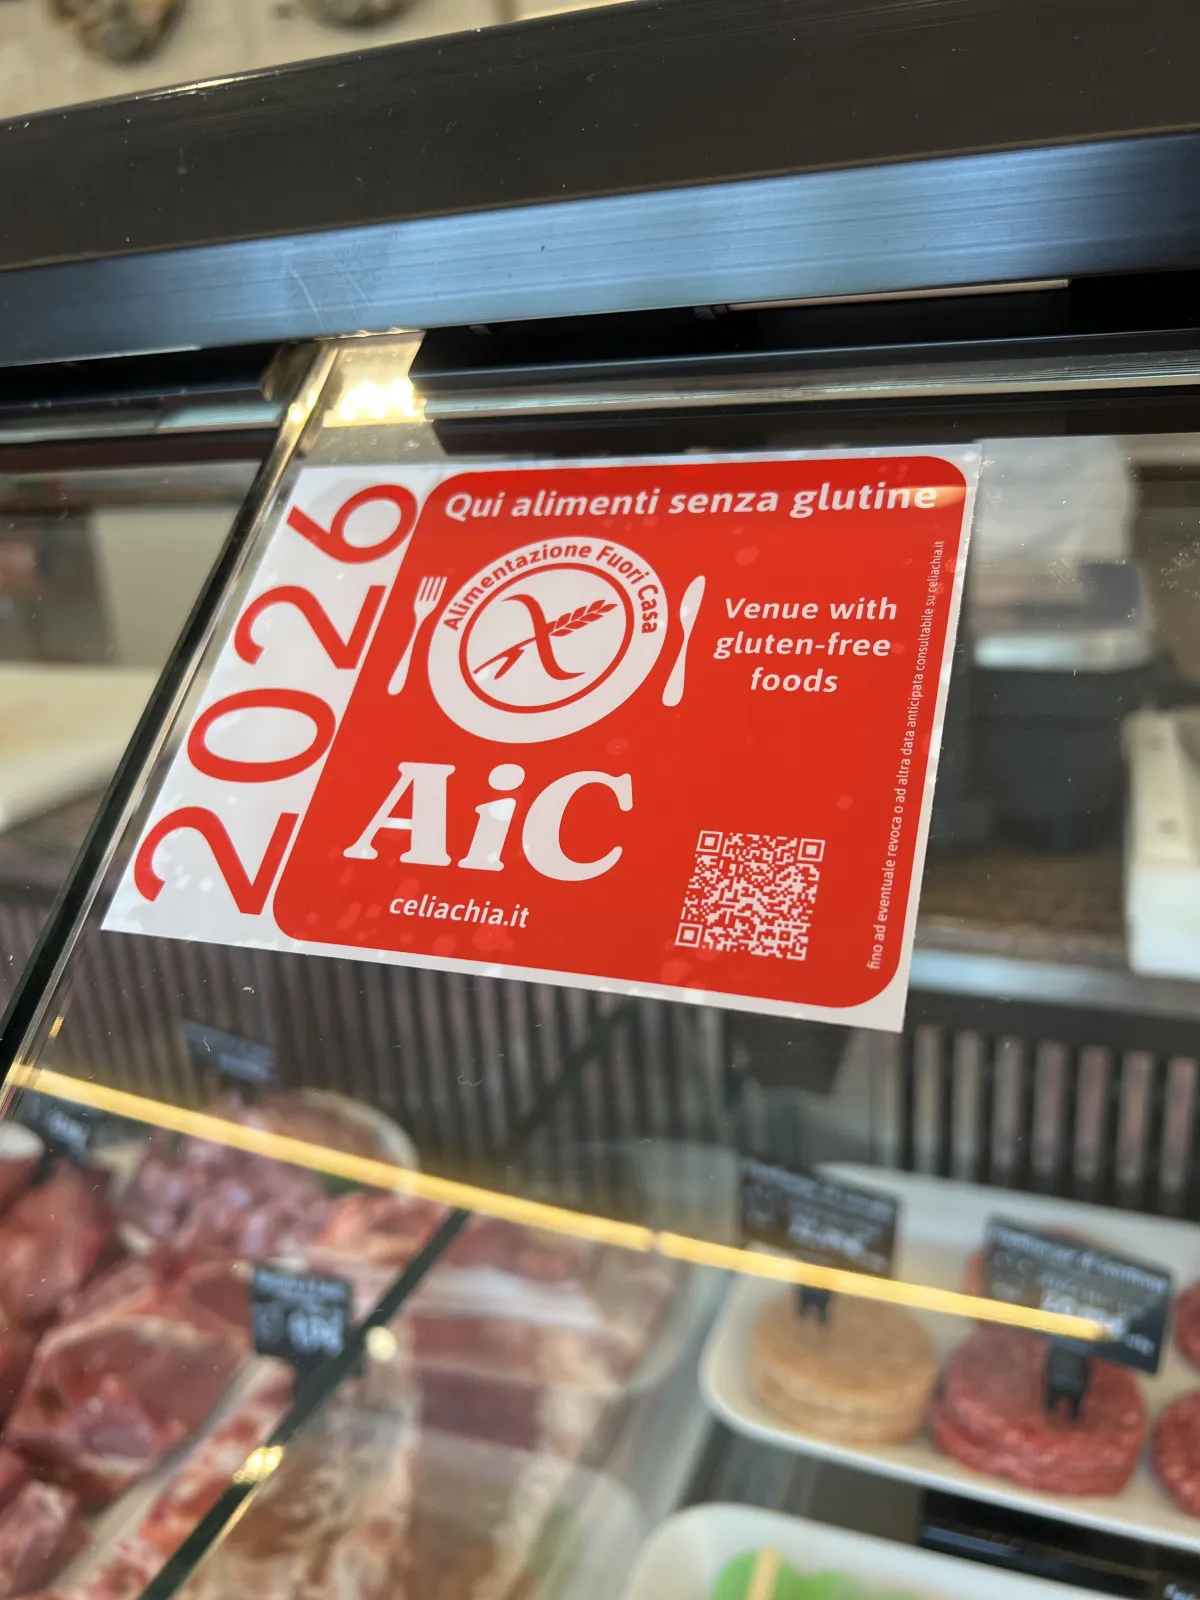 2026
Qui alimenti senza glutine
Alimentazione Fuori Casa
Venue with
gluten-free
foods
AiC
celiachia.it
fino ad eventuale revoca o ad altra data anticipata consultabile su celiachia.it